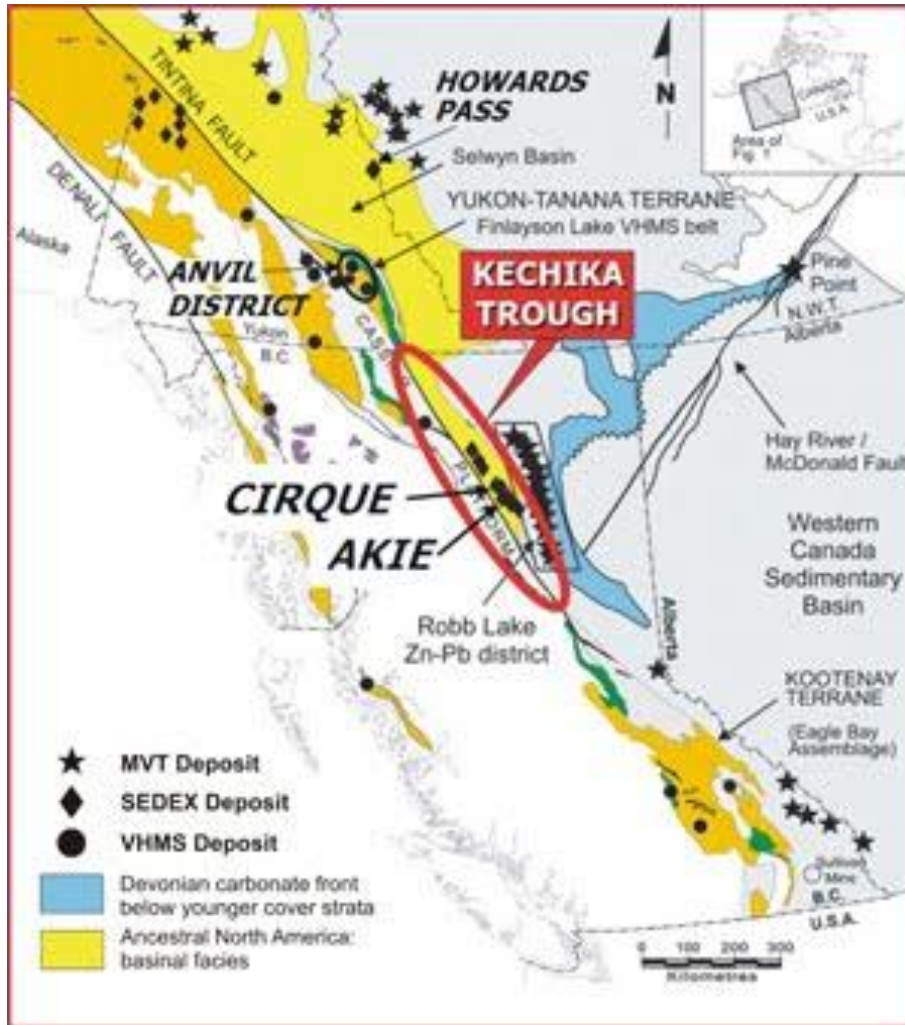 HOWARDS
PASS
N
CANADA
U.S.A.
Area of
Fig. 1
TINTINA FAULT
Selwyn Basin
DENALI FAULT
YUKON-TANANA TERRANE
Finlayson Lake VHMS belt
Alaska
KECHIKA
TROUGH
Pine
Point
N.W.T.
Alberta
ANVIL
DISTRICT
Yukon
B.C.
Hay River /
McDonald Fault
CIRQUE
AKIE
Western
Canada
Sedimentary
Basin
Robb Lake
Zn-Pb district
Alberta
KOOTENAY
TERRANE
(Eagle Bay
Assemblage)
MVT Deposit
SEDEX Deposit
VHMS Deposit
Devonian carbonate front
below younger cover strata
Ancestral North America:
basinal facies
Sullivan
Mine
B.C.
U.S.A.
0 100 200 300
Kilometres